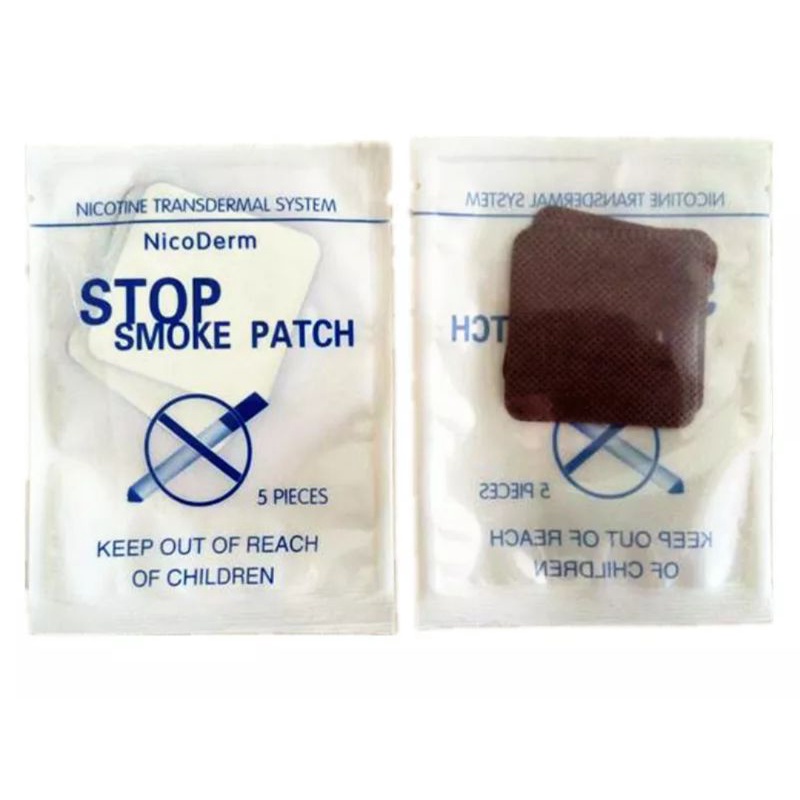 NICOTINE TRANSDERMAL SYSTEM
NicoDerm
STOP
SMOKE PATCH
5 PIECES
KEEP OUT OF REACH
OF CHILDREN
NICOTINE TRANSDERMAL SYSTEM
TCH
5 PIECES
KEEP OUT OF REACH
OF CHILDREN